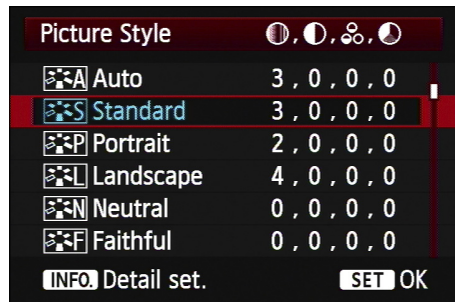 Picture Style
A Auto 3 , 0 , 0 , 0
S Standard 3 , 0 , 0 , 0
P Portrait 2 , 0 , 0 , 0
L Landscape 4 , 0 , 0 , 0
N Neutral 0 , 0 , 0 , 0
F Faithful 0 , 0 , 0 , 0
INFO. Detail set. SET OK